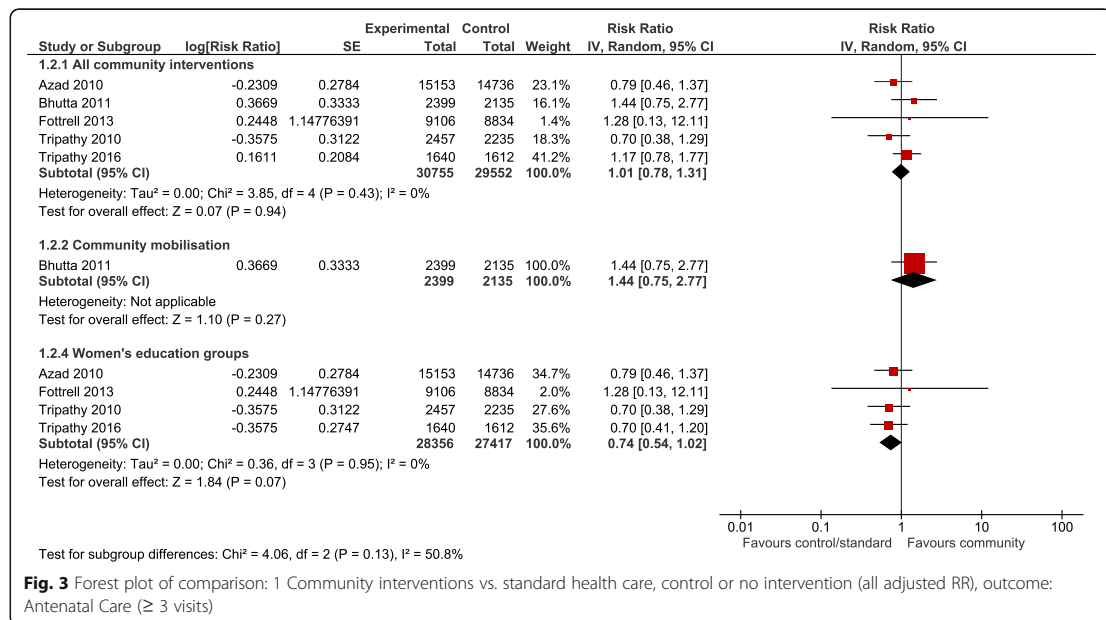 Experimental Control Risk Ratio Risk Ratio
Study or Subgroup log[Risk Ratio] SE Total Total Weight IV, Random, 95% CI IV, Random, 95% CI
1.2.1 All community interventions
Azad 2010 -0.2309 0.2784 15153 14736 23.1% 0.79 [0.46, 1.37]
Bhutta 2011 0.3669 0.3333 2399 2135 16.1% 1.44 [0.75, 2.77]
Fottrell 2013 0.2448 1.14776391 9106 8834 1.4% 1.28 [0.13, 12.11]
Tripathy 2010 -0.3575 0.3122 2457 2235 18.3% 0.70 [0.38, 1.29]
Tripathy 2016 0.1611 0.2084 1640 1612 41.2% 1.17 [0.78, 1.77]
Subtotal (95% CI) 30755 29552 100.0% 1.01 [0.78, 1.31]
Heterogeneity: Tau² = 0.00; Chi² = 3.85, df = 4 (P = 0.43); I² = 0%
Test for overall effect: Z = 0.07 (P = 0.94)
1.2.2 Community mobilisation
Bhutta 2011 0.3669 0.3333 2399 2135 100.0% 1.44 [0.75, 2.77]
Subtotal (95% CI) 2399 2135 100.0% 1.44 [0.75, 2.77]
Heterogeneity: Not applicable
Test for overall effect: Z = 1.10 (P = 0.27)
1.2.4 Women's education groups
Azad 2010 -0.2309 0.2784 15153 14736 34.7% 0.79 [0.46, 1.37]
Fottrell 2013 0.2448 1.14776391 9106 8834 2.0% 1.28 [0.13, 12.11]
Tripathy 2010 -0.3575 0.3122 2457 2235 27.6% 0.70 [0.38, 1.29]
Tripathy 2016 -0.3575 0.2747 1640 1612 35.6% 0.70 [0.41, 1.20]
Subtotal (95% CI) 28356 27417 100.0% 0.74 [0.54, 1.02]
Heterogeneity: Tau² = 0.00; Chi² = 0.36, df = 3 (P = 0.95); I² = 0%
Test for overall effect: Z = 1.84 (P = 0.07)
0.01 0.1 1 10 100
Favours control/standard Favours community
Test for subgroup differences: Chi² = 4.06, df = 2 (P = 0.13), I² = 50.8%
Fig. 3 Forest plot of comparison: 1 Community interventions vs. standard health care, control or no intervention (all adjusted RR), outcome:
Antenatal Care (≥ 3 visits)